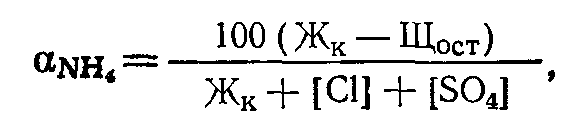 α_NH₄ = 100 (Ж_к — Щ_ост) / Ж_к + [Cl] + [SO₄] ,